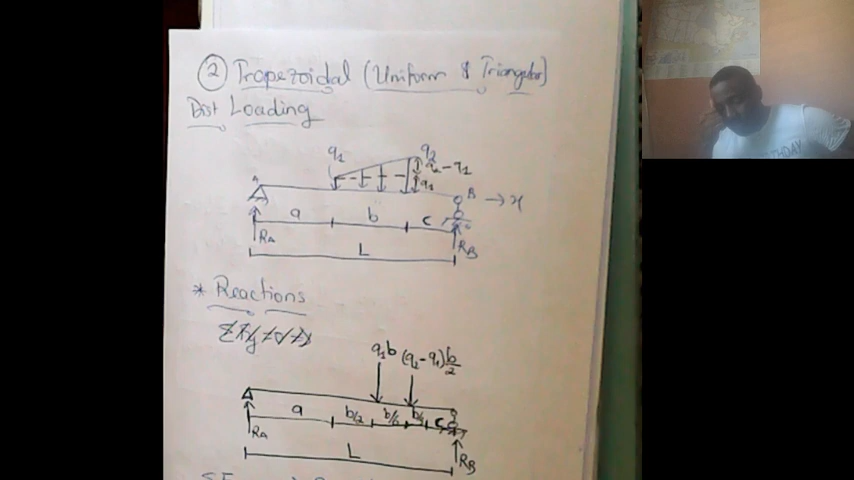 ② Trapezoidal (Uniform & Triangular)
Dist Loading
q₁ q₂
q₂-q₁
q₁
A B → x
a b c
RA RB
L
* Reactions
q₁b (q₂-q₁)b/2
a b/2 b/6 b/3 c
RA
L RB